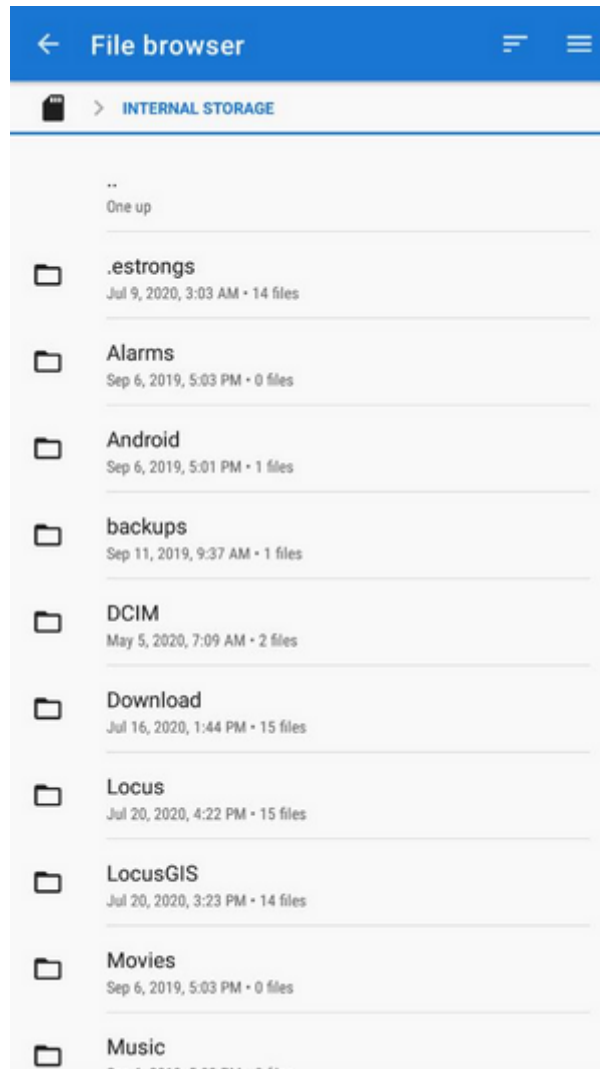 File browser
INTERNAL STORAGE
..
One up
.estrongs
Jul 9, 2020, 3:03 AM • 14 files
Alarms
Sep 6, 2019, 5:03 PM • 0 files
Android
Sep 6, 2019, 5:01 PM • 1 files
backups
Sep 11, 2019, 9:37 AM • 1 files
DCIM
May 5, 2020, 7:09 AM • 2 files
Download
Jul 16, 2020, 1:44 PM • 15 files
Locus
Jul 20, 2020, 4:22 PM • 15 files
LocusGIS
Jul 20, 2020, 3:23 PM • 14 files
Movies
Sep 6, 2019, 5:03 PM • 0 files
Music